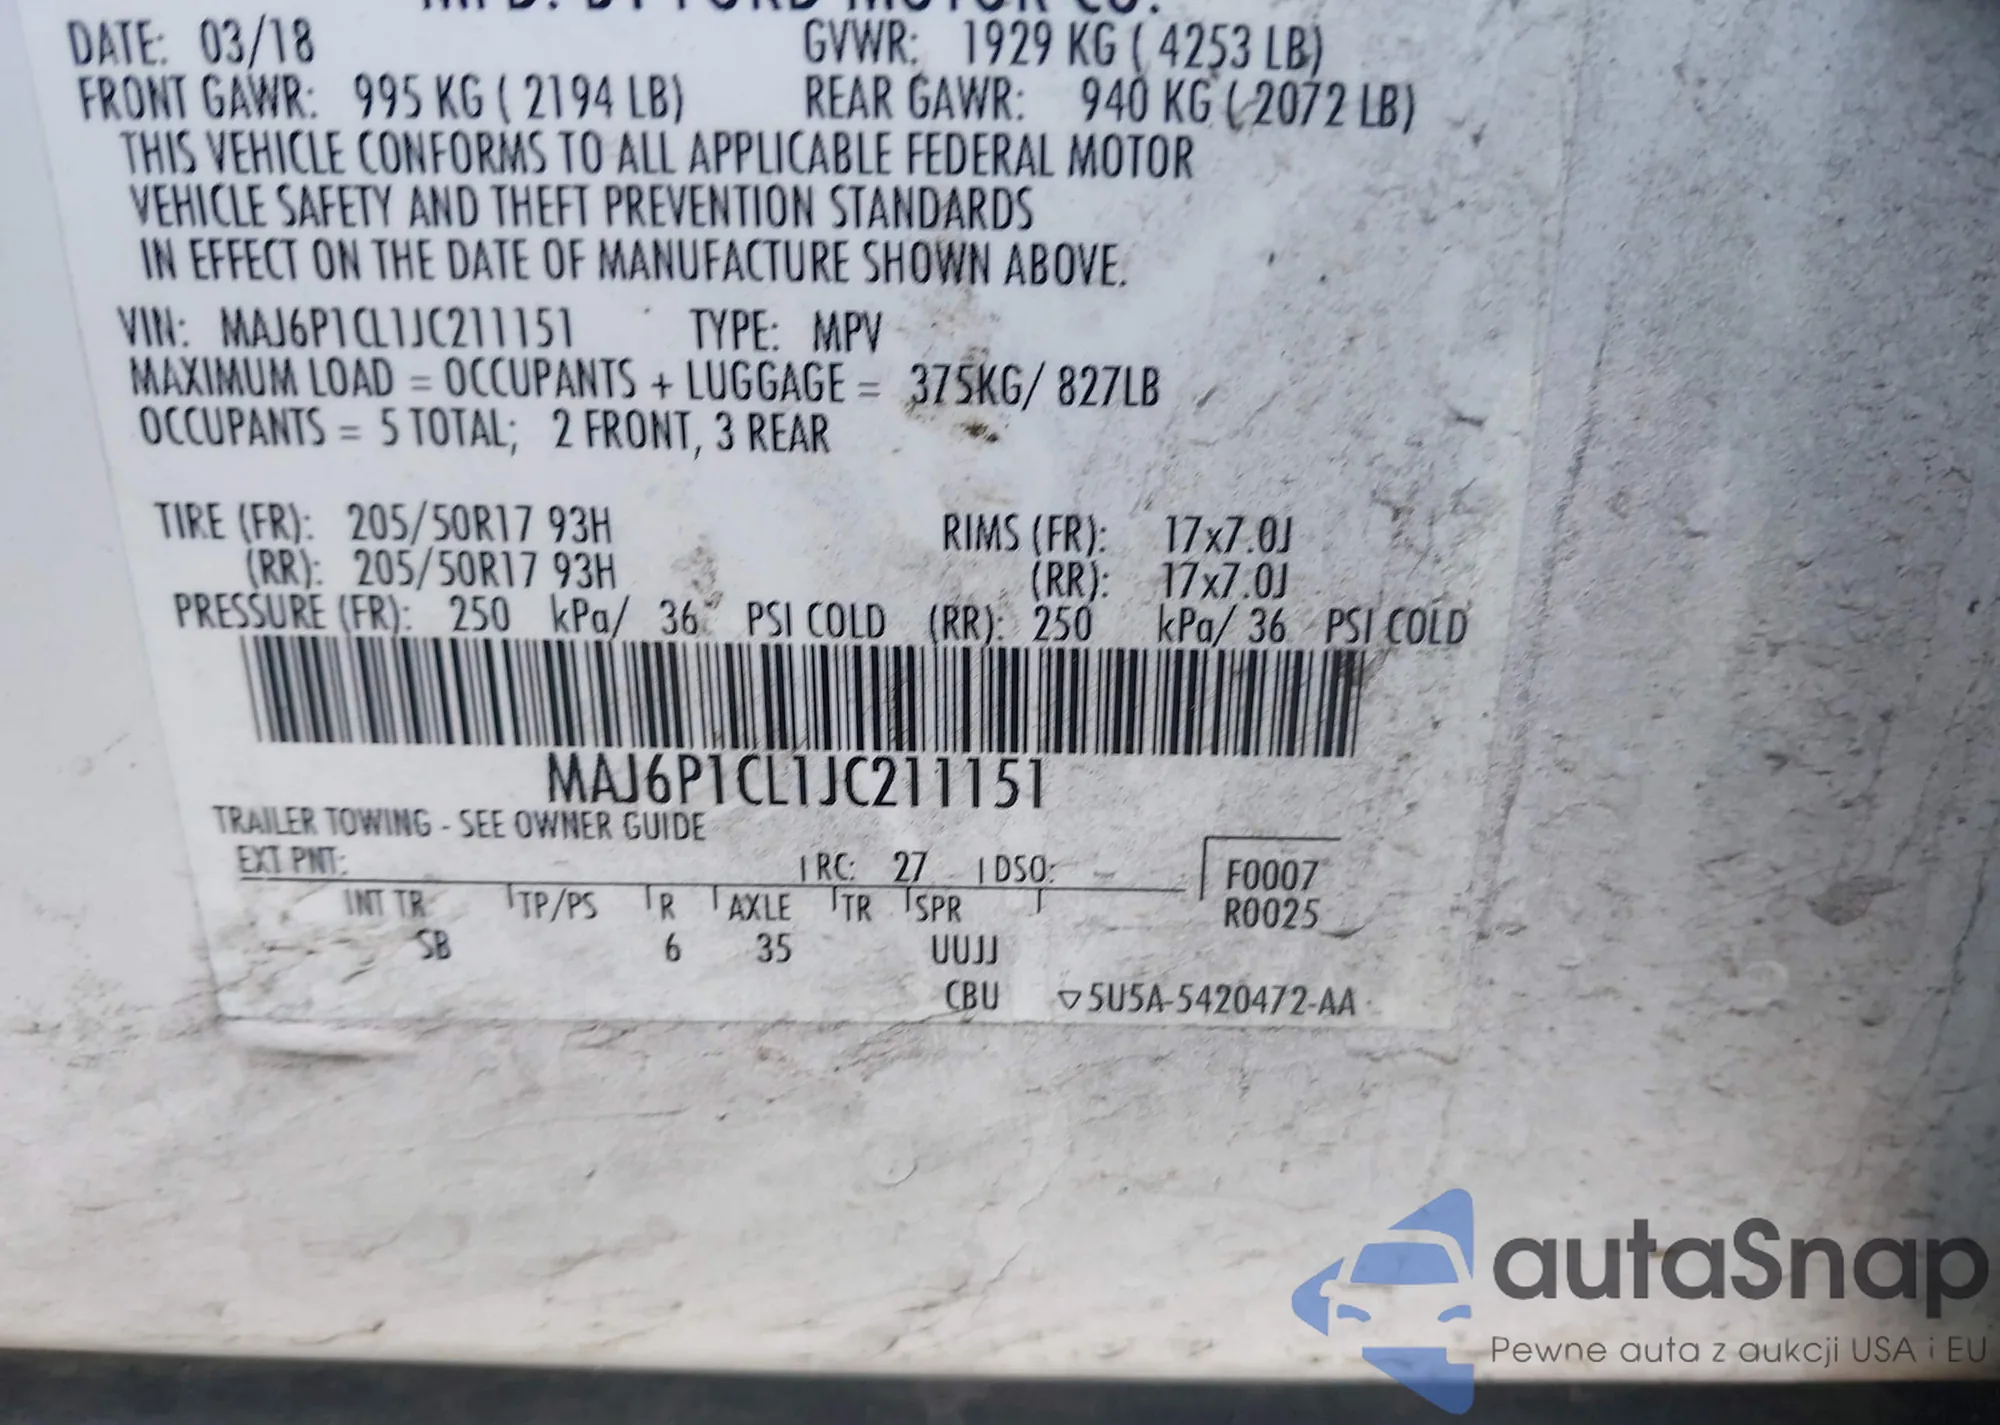 MFD. BY FORD MOTOR CO.
DATE: 03/18 GVWR: 1929 KG ( 4253 LB)
FRONT GAWR: 995 KG ( 2194 LB) REAR GAWR: 940 KG ( 2072 LB)
THIS VEHICLE CONFORMS TO ALL APPLICABLE FEDERAL MOTOR
VEHICLE SAFETY AND THEFT PREVENTION STANDARDS
IN EFFECT ON THE DATE OF MANUFACTURE SHOWN ABOVE.
VIN: MAJ6P1CL1JC211151 TYPE: MPV
MAXIMUM LOAD = OCCUPANTS + LUGGAGE = 375KG/ 827LB
OCCUPANTS = 5 TOTAL; 2 FRONT, 3 REAR
TIRE (FR): 205/50R17 93H RIMS (FR): 17x7.0J
(RR): 205/50R17 93H (RR): 17x7.0J
PRESSURE (FR): 250 kPa/ 36 PSI COLD (RR): 250 kPa/ 36 PSI COLD
MAJ6P1CL1JC211151
TRAILER TOWING - SEE OWNER GUIDE
EXT PNT: RC: 27 DSO: F0007
INT TR TP/PS R AXLE TR SPR R0025
SB 6 35 UUJJ
CBU ▽5U5A-5420472-AA
autaSnap
Pewne auta z aukcji USA i EU